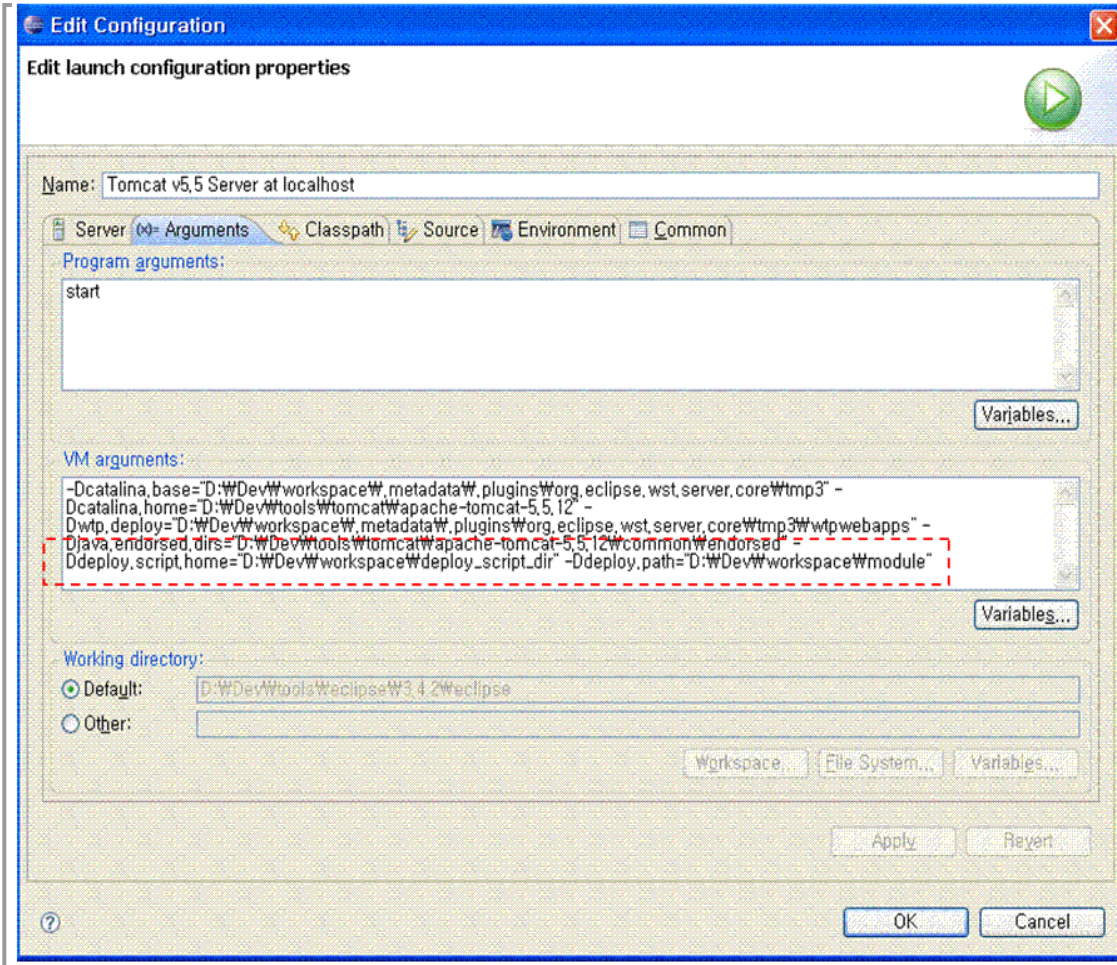 Edit Configuration
Edit launch configuration properties
Name: Tomcat v5.5 Server at localhost
Server (x)= Arguments Classpath Source Environment Common
Program arguments:
start
Variables...
VM arguments:
-Dcatalina.base="D:₩Dev₩workspace₩.metadata₩.plugins₩org.eclipse.wst.server.core₩tmp3" -
Dcatalina.home="D:₩Dev₩tools₩tomcat₩apache-tomcat-5.5.12" -
Dwtp.deploy="D:₩Dev₩workspace₩.metadata₩.plugins₩org.eclipse.wst.server.core₩tmp3₩wtpwebapps" -
Djava.endorsed.dirs="D:₩Dev₩tools₩tomcat₩apache-tomcat-5.5.12₩common₩endorsed" -
Ddeploy.script.home="D:₩Dev₩workspace₩deploy_script_dir" -Ddeploy.path="D:₩Dev₩workspace₩module"
Variables...
Working directory:
Default: D:₩Dev₩tools₩eclipse₩3.4.2₩eclipse
Other:
Workspace... File System... Variables...
Apply Revert
? OK Cancel